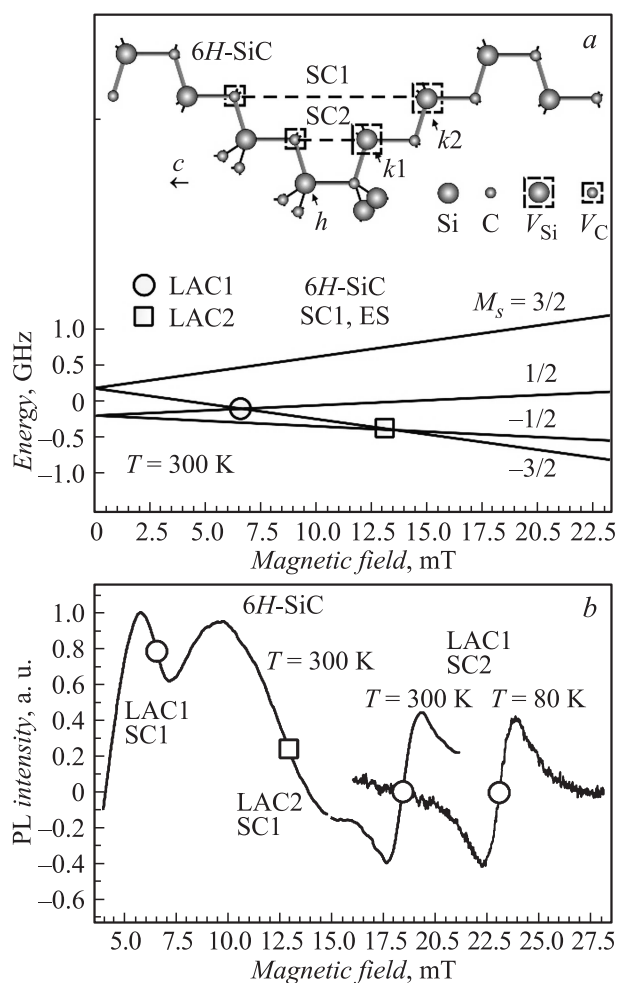 6H-SiC
a
SC1
SC2
k2
k1
c
←
h
Si C V_Si V_C
LAC1
LAC2
6H-SiC
SC1, ES
M_s = 3/2
1/2
−1/2
−3/2
T = 300 K
Energy, GHz
1.0
0.5
0
−0.5
−1.0
0 2.5 5.0 7.5 10.0 12.5 15.0 17.5 20.5 22.5
Magnetic field, mT
6H-SiC
b
T = 300 K
LAC1
SC2
T = 300 K T = 80 K
LAC1
SC1
LAC2
SC1
PL intensity, a. u.
1.0
0.8
0.6
0.4
0.2
0
−0.2
−0.4
−0.6
5.0 7.5 10.0 12.5 15.0 17.5 20.5 22.5 25.0 27.5
Magnetic field, mT